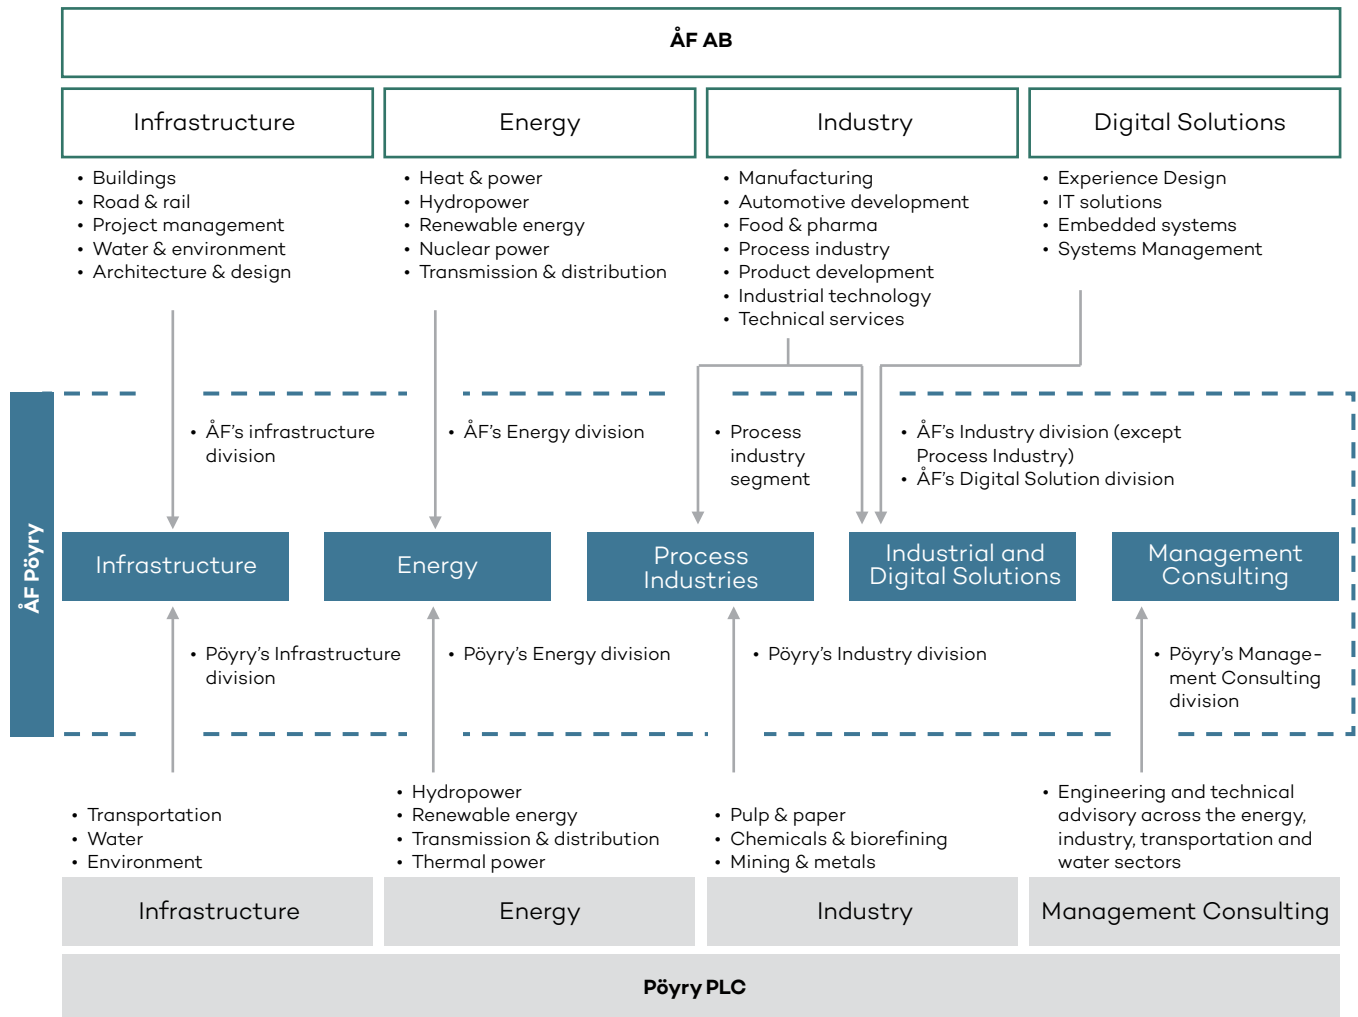 ÅF AB
Infrastructure
Energy
Industry
Digital Solutions
• Buildings
• Road & rail
• Project management
• Water & environment
• Architecture & design
• Heat & power
• Hydropower
• Renewable energy
• Nuclear power
• Transmission & distribution
• Manufacturing
• Automotive development
• Food & pharma
• Process industry
• Product development
• Industrial technology
• Technical services
• Experience Design
• IT solutions
• Embedded systems
• Systems Management
ÅF Pöyry
• ÅF’s infrastructure
division
• ÅF’s Energy division
• Process
industry
segment
• ÅF’s Industry division (except
Process Industry)
• ÅF’s Digital Solution division
Infrastructure
Energy
Process
Industries
Industrial and
Digital Solutions
Management
Consulting
• Pöyry’s Infrastructure
division
• Pöyry’s Energy division
• Pöyry’s Industry division
• Pöyry’s Manage-
ment Consulting
division
• Transportation
• Water
• Environment
• Hydropower
• Renewable energy
• Transmission & distribution
• Thermal power
• Pulp & paper
• Chemicals & biorefining
• Mining & metals
• Engineering and technical
advisory across the energy,
industry, transportation and
water sectors
Infrastructure
Energy
Industry
Management Consulting
Pöyry PLC